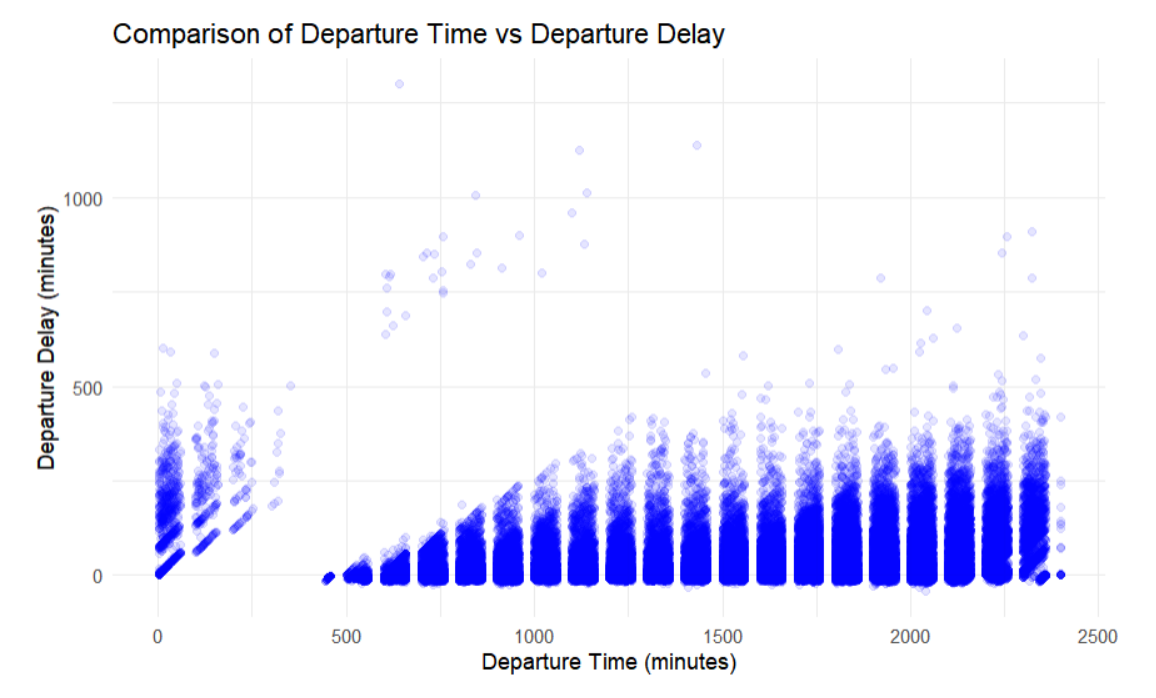 Comparison of Departure Time vs Departure Delay
Departure Delay (minutes)
1000
500
0
0 500 1000 1500 2000 2500
Departure Time (minutes)